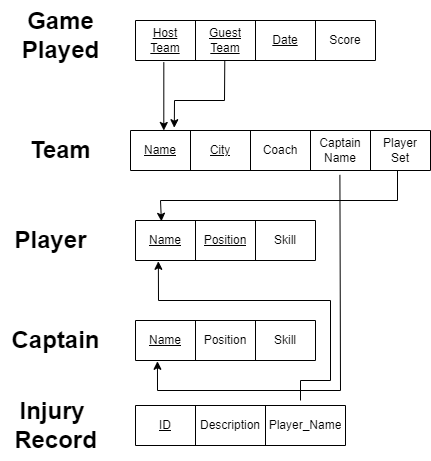 Game
Played
Host
Team
Guest
Team
Date
Score
Team
Name
City
Coach
Captain
Name
Player
Set
Player
Name
Position
Skill
Captain
Name
Position
Skill
Injury
Record
ID
Description
Player_Name